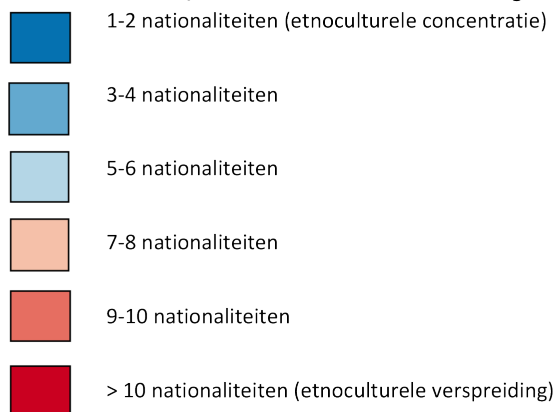 1-2 nationaliteiten (etnoculturele concentratie)
3-4 nationaliteiten
5-6 nationaliteiten
7-8 nationaliteiten
9-10 nationaliteiten
> 10 nationaliteiten (etnoculturele verspreiding)